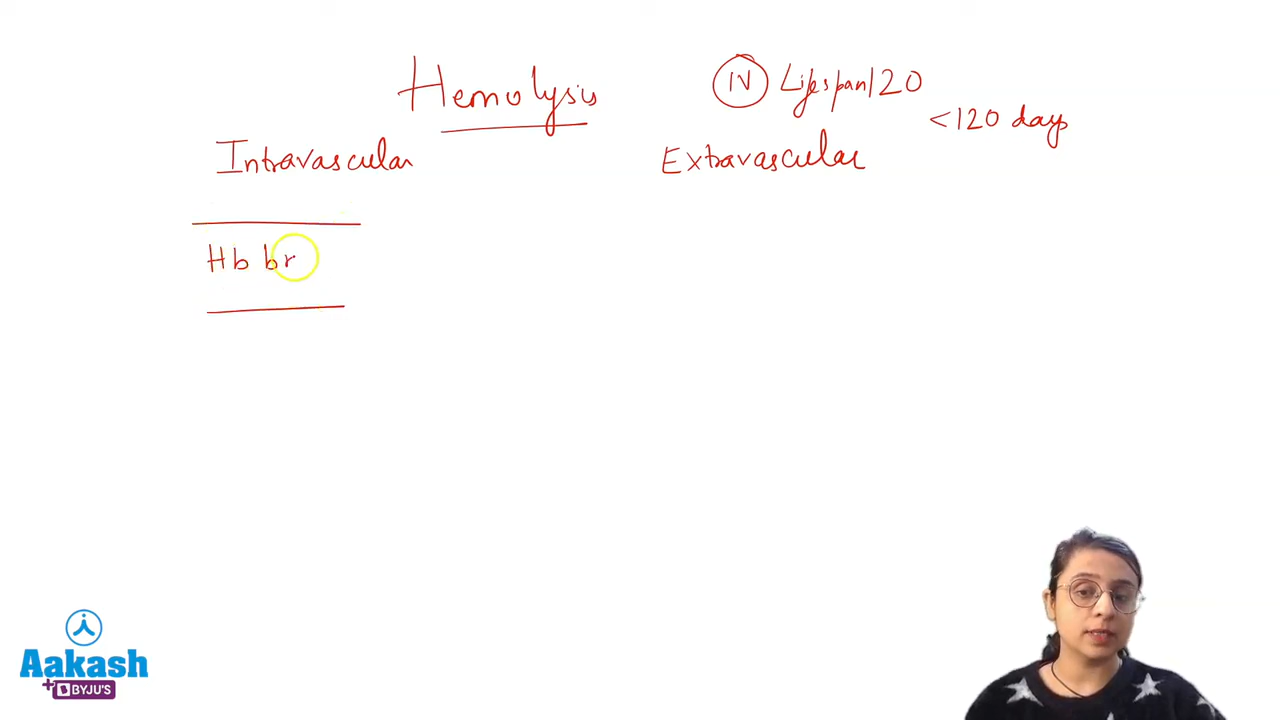 Hemolysis
IV Lifespan 120
<120 days
Intravascular
Extravascular
Hb br
Aakash
+ BYJU'S